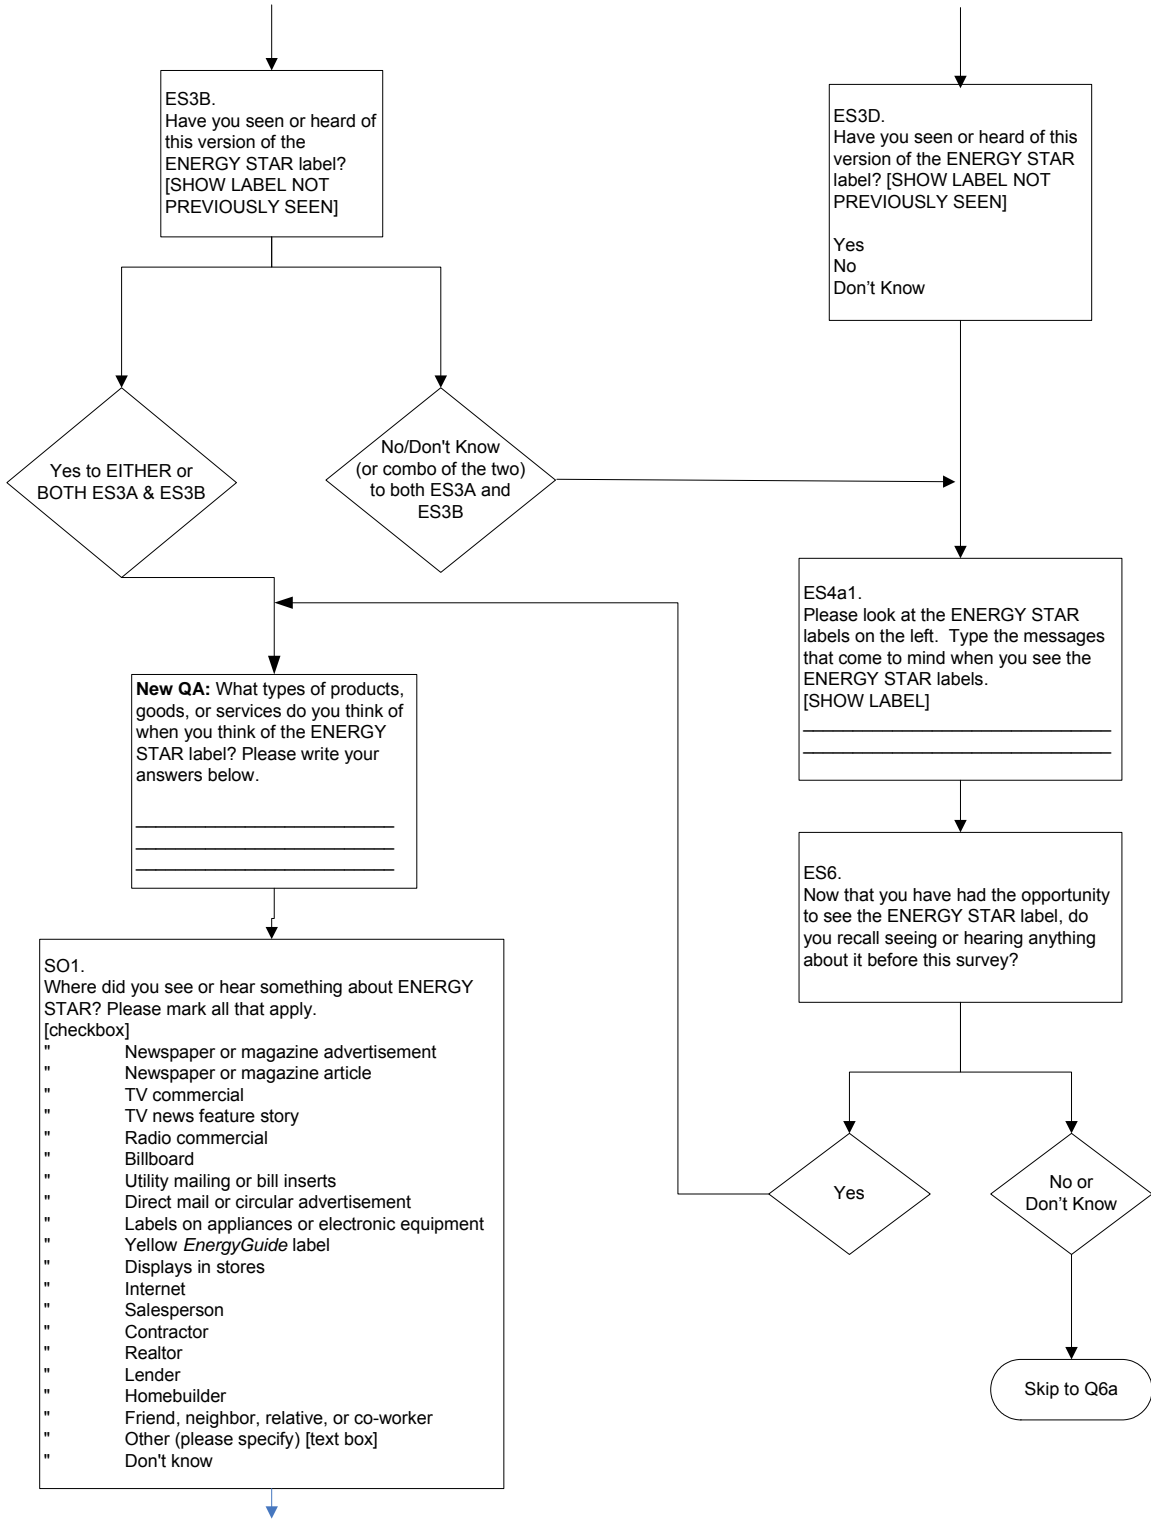 ES3B.
Have you seen or heard of
this version of the
ENERGY STAR label?
[SHOW LABEL NOT
PREVIOUSLY SEEN]
ES3D.
Have you seen or heard of this
version of the ENERGY STAR
label? [SHOW LABEL NOT
PREVIOUSLY SEEN]
Yes
No
Don't Know
Yes to EITHER or
BOTH ES3A & ES3B
No/Don't Know
(or combo of the two)
to both ES3A and
ES3B
ES4a1.
Please look at the ENERGY STAR
labels on the left.  Type the messages
that come to mind when you see the
ENERGY STAR labels.
[SHOW LABEL]
New QA: What types of products,
goods, or services do you think of
when you think of the ENERGY
STAR label? Please write your
answers below.
ES6.
Now that you have had the opportunity
to see the ENERGY STAR label, do
you recall seeing or hearing anything
about it before this survey?
SO1.
Where did you see or hear something about ENERGY
STAR? Please mark all that apply.
[checkbox]
" Newspaper or magazine advertisement
" Newspaper or magazine article
" TV commercial
" TV news feature story
" Radio commercial
" Billboard
" Utility mailing or bill inserts
" Direct mail or circular advertisement
" Labels on appliances or electronic equipment
" Yellow EnergyGuide label
" Displays in stores
" Internet
" Salesperson
" Contractor
" Realtor
" Lender
" Homebuilder
" Friend, neighbor, relative, or co-worker
" Other (please specify) [text box]
" Don't know
Yes
No or
Don't Know
Skip to Q6a